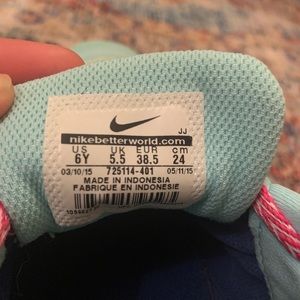 JJ
nikebetterworld.com
US UK EUR cm
6Y 5.5 38.5 24
03/10/15 725114-401 05/11/15
MADE IN INDONESIA
FABRIQUE EN INDONESIE